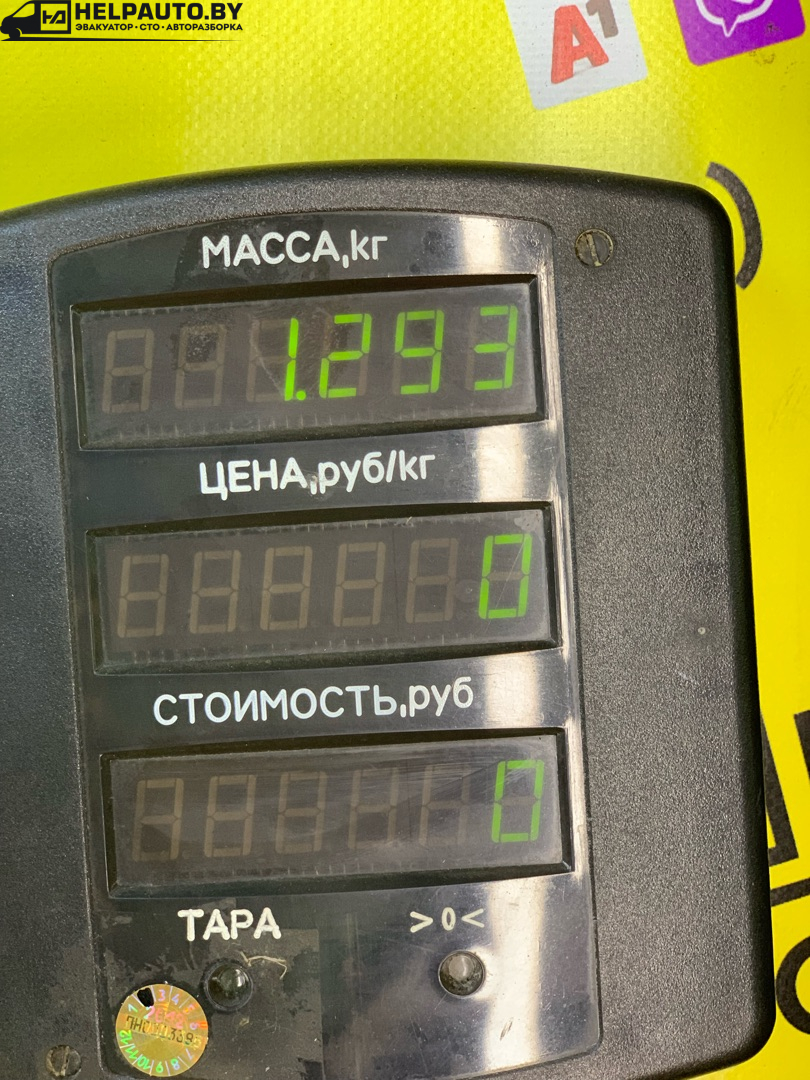 HELPAUTO.BY
ЭВАКУАТОР • СТО • АВТОРАЗБОРКА
A1
МАССА,кг
1.293
ЦЕНА,руб/кг
0
СТОИМОСТЬ,руб
0
ТАРА
>0<